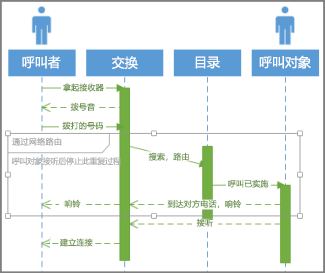 呼叫者
交换
目录
呼叫对象
拿起接收器
拨号音
拨打的号码
通过网络路由
呼叫对象接听后停止此重复过程
搜索，路由
呼叫已实施
响铃
到达对方电话，响铃
接听
建立连接